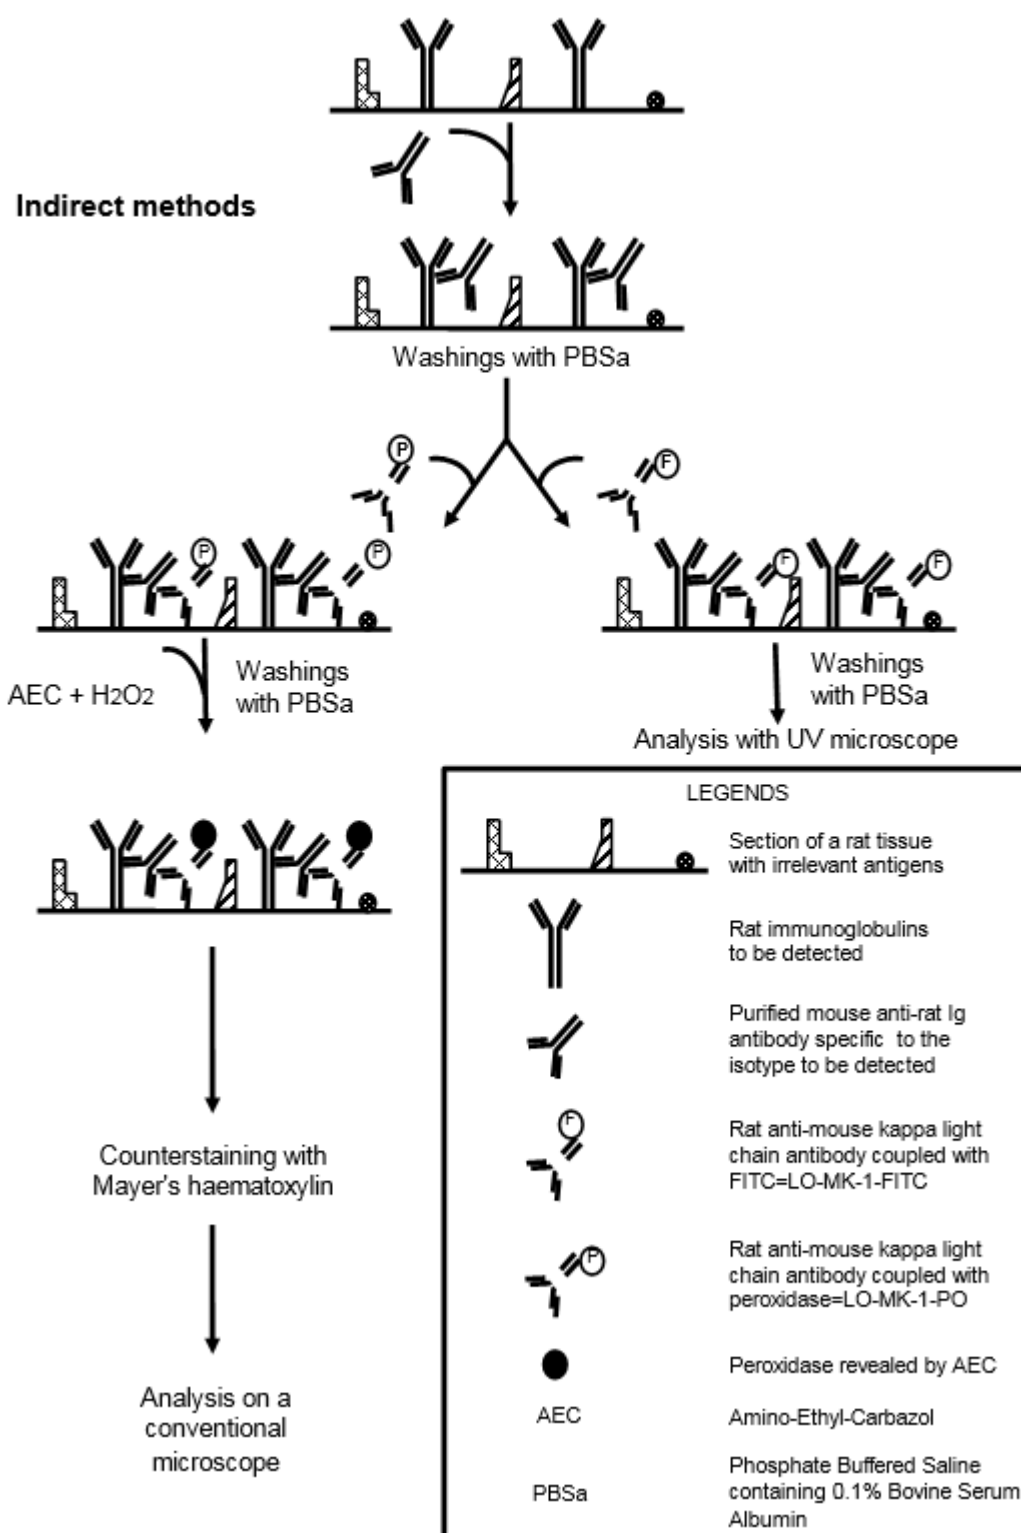 Indirect methods
Washings with PBSa
P
F
P
P
F
F
AEC + H2O2
Washings
with PBSa
Washings
with PBSa
Analysis with UV microscope
Counterstaining with
Mayer's haematoxylin
Analysis on a
conventional
microscope
LEGENDS
Section of a rat tissue
with irrelevant antigens
Rat immunoglobulins
to be detected
Purified mouse anti-rat Ig
antibody specific to the
isotype to be detected
F
Rat anti-mouse kappa light
chain antibody coupled with
FITC=LO-MK-1-FITC
P
Rat anti-mouse kappa light
chain antibody coupled with
peroxidase=LO-MK-1-PO
Peroxidase revealed by AEC
AEC
Amino-Ethyl-Carbazol
PBSa
Phosphate Buffered Saline
containing 0.1% Bovine Serum
Albumin